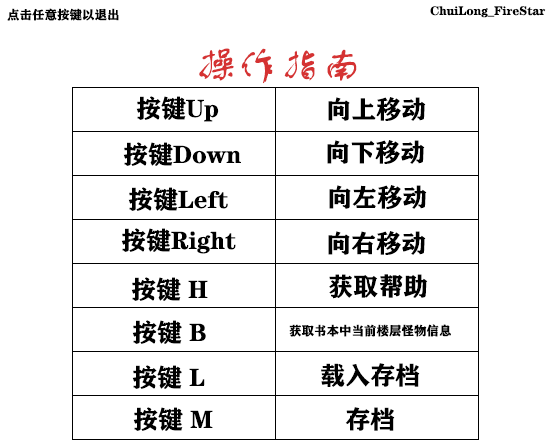 点击任意按键以退出
ChuiLong_FireStar
操作指南
按键Up 向上移动
按键Down 向下移动
按键Left 向左移动
按键Right 向右移动
按键 H 获取帮助
按键 B 获取书本中当前楼层怪物信息
按键 L 载入存档
按键 M 存档